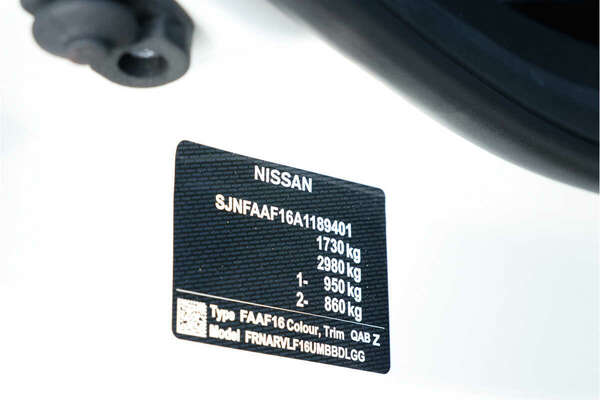 NISSAN
SJNFAAF16A1189401
1730 kg
2980 kg
1- 950 kg
2- 860 kg
Type FAAF16 Colour, Trim QAB Z
Model FRNARVLF16UMBBDLGG